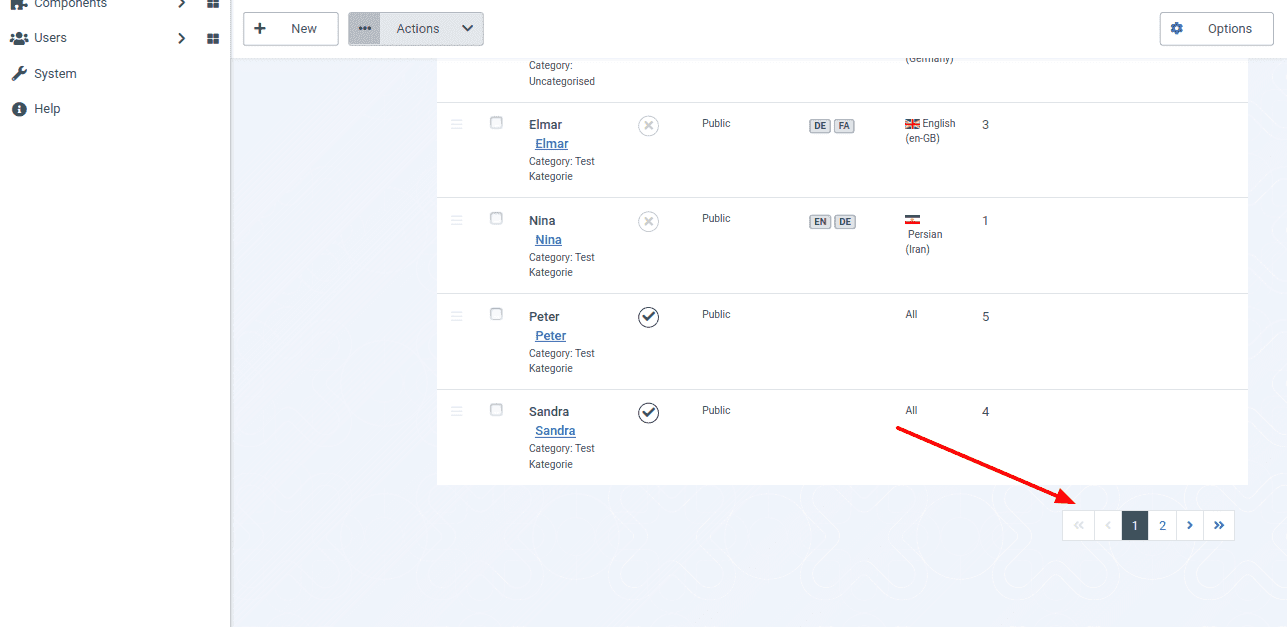 Components
Users
System
Help
New
Actions
Options
Category:
Uncategorised
(Germany)
Elmar
Elmar
Category: Test
Kategorie
Public
DE FA
English
(en-GB)
3
Nina
Nina
Category: Test
Kategorie
Public
EN DE
Persian
(Iran)
1
Peter
Peter
Category: Test
Kategorie
Public
All
5
Sandra
Sandra
Category: Test
Kategorie
Public
All
4
« ‹ 1 2 › »